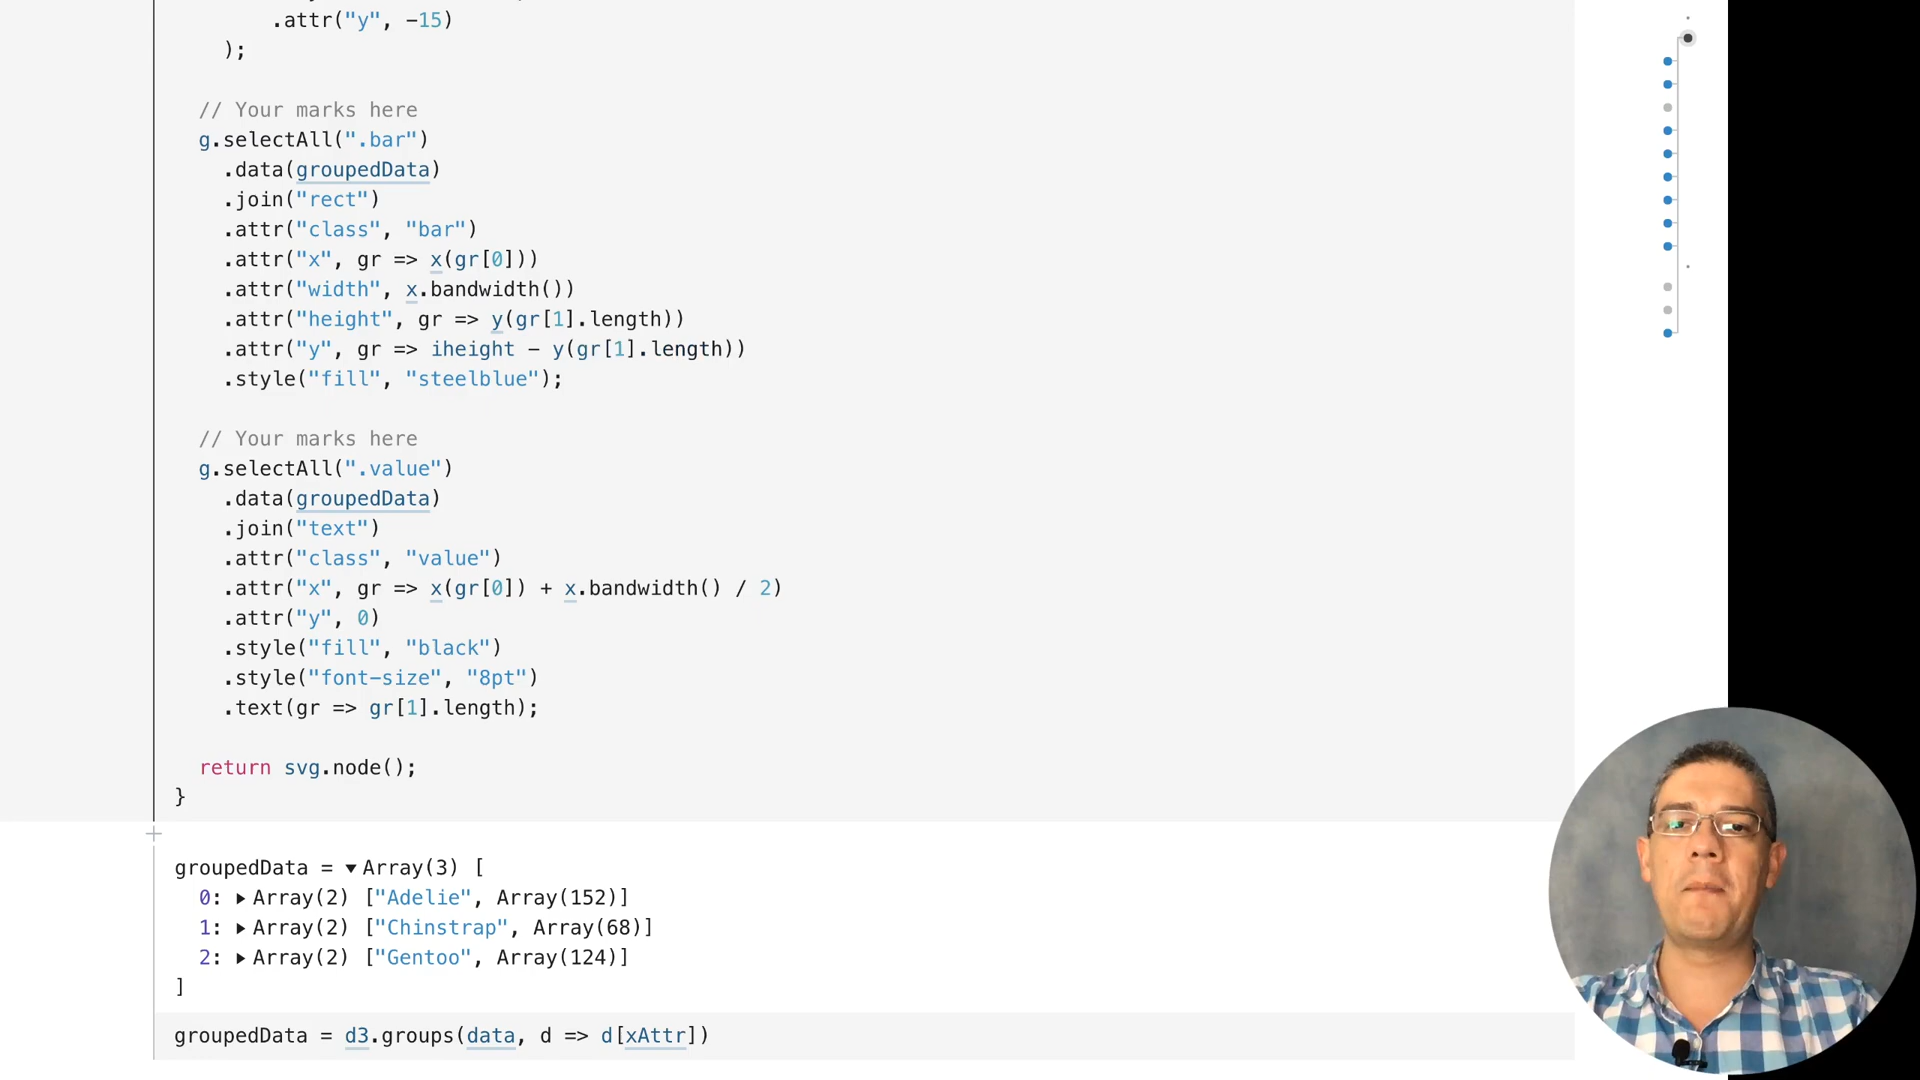 .attr("y", -15)
);
// Your marks here
g.selectAll(".bar")
.data(groupedData)
.join("rect")
.attr("class", "bar")
.attr("x", gr => x(gr[0]))
.attr("width", x.bandwidth())
.attr("height", gr => y(gr[1].length))
.attr("y", gr => iheight - y(gr[1].length))
.style("fill", "steelblue");
// Your marks here
g.selectAll(".value")
.data(groupedData)
.join("text")
.attr("class", "value")
.attr("x", gr => x(gr[0]) + x.bandwidth() / 2)
.attr("y", 0)
.style("fill", "black")
.style("font-size", "8pt")
.text(gr => gr[1].length);
return svg.node();
}
groupedData = ▼Array(3) [
0: ▶Array(2) ["Adelie", Array(152)]
1: ▶Array(2) ["Chinstrap", Array(68)]
2: ▶Array(2) ["Gentoo", Array(124)]
]
groupedData = d3.groups(data, d => d[xAttr])